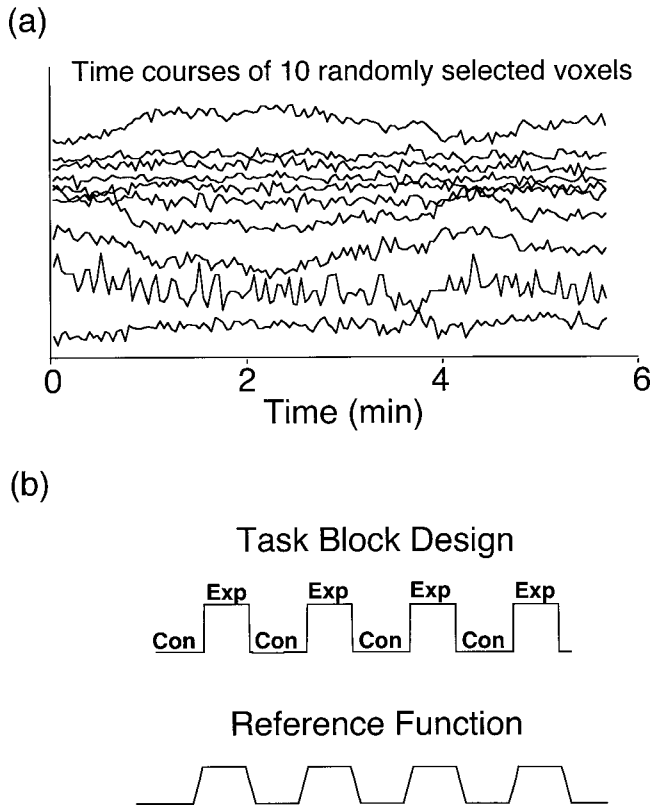 (a)
Time courses of 10 randomly selected voxels
0 2 4 6
Time (min)
(b)
Task Block Design
Exp Exp Exp Exp
Con Con Con Con
Reference Function